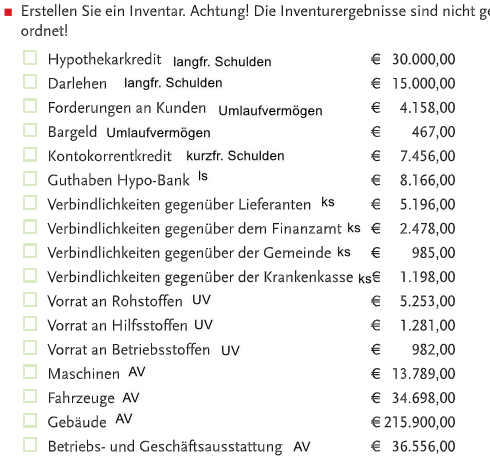 Erstellen Sie ein Inventar. Achtung! Die Inventurergebnisse sind nicht ge
ordnet!
Hypothekarkredit langfr. Schulden € 30.000,00
Darlehen langfr. Schulden € 15.000,00
Forderungen an Kunden Umlaufvermögen € 4.158,00
Bargeld Umlaufvermögen € 467,00
Kontokorrentkredit kurzfr. Schulden € 7.456,00
Guthaben Hypo-Bank ls € 8.166,00
Verbindlichkeiten gegenüber Lieferanten ks € 5.196,00
Verbindlichkeiten gegenüber dem Finanzamt ks € 2.478,00
Verbindlichkeiten gegenüber der Gemeinde ks € 985,00
Verbindlichkeiten gegenüber der Krankenkasse ks € 1.198,00
Vorrat an Rohstoffen UV € 5.253,00
Vorrat an Hilfsstoffen UV € 1.281,00
Vorrat an Betriebsstoffen UV € 982,00
Maschinen AV € 13.789,00
Fahrzeuge AV € 34.698,00
Gebäude AV € 215.900,00
Betriebs- und Geschäftsausstattung AV € 36.556,00